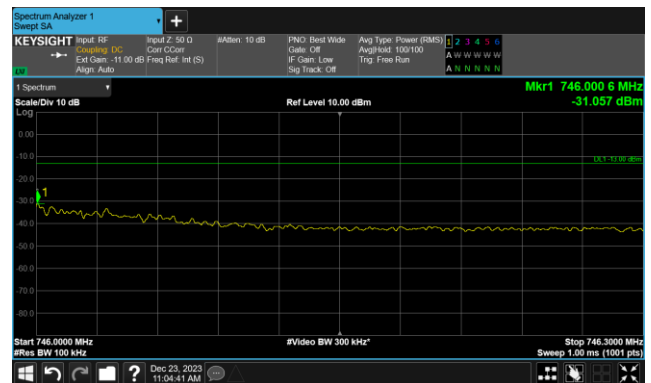 Spectrum Analyzer 1
Swept SA
KEYSIGHT Input: RF Input Z: 50 Ω #Atten: 10 dB PNO: Best Wide Avg Type: Power (RMS) 1 2 3 4 5 6
Coupling: DC Corr CCorr Gate: Off Avg|Hold: 100/100 A W W W W W
Ext Gain: -11.00 dB Freq Ref: Int (S) IF Gain: Low Trig: Free Run
Align: Auto Sig Track: Off A N N N N N
1 Spectrum
Mkr1 746.000 6 MHz
Scale/Div 10 dB Ref Level 10.00 dBm -31.057 dBm
Log
0.00
-10.0
DL1 -13.00 dBm
-20.0
1
-30.0
-40.0
-50.0
-60.0
-70.0
-80.0
Start 746.0000 MHz #Video BW 300 kHz* Stop 746.3000 MHz
#Res BW 100 kHz Sweep 1.00 ms (1001 pts)
? Dec 23, 2023
11:04:41 AM